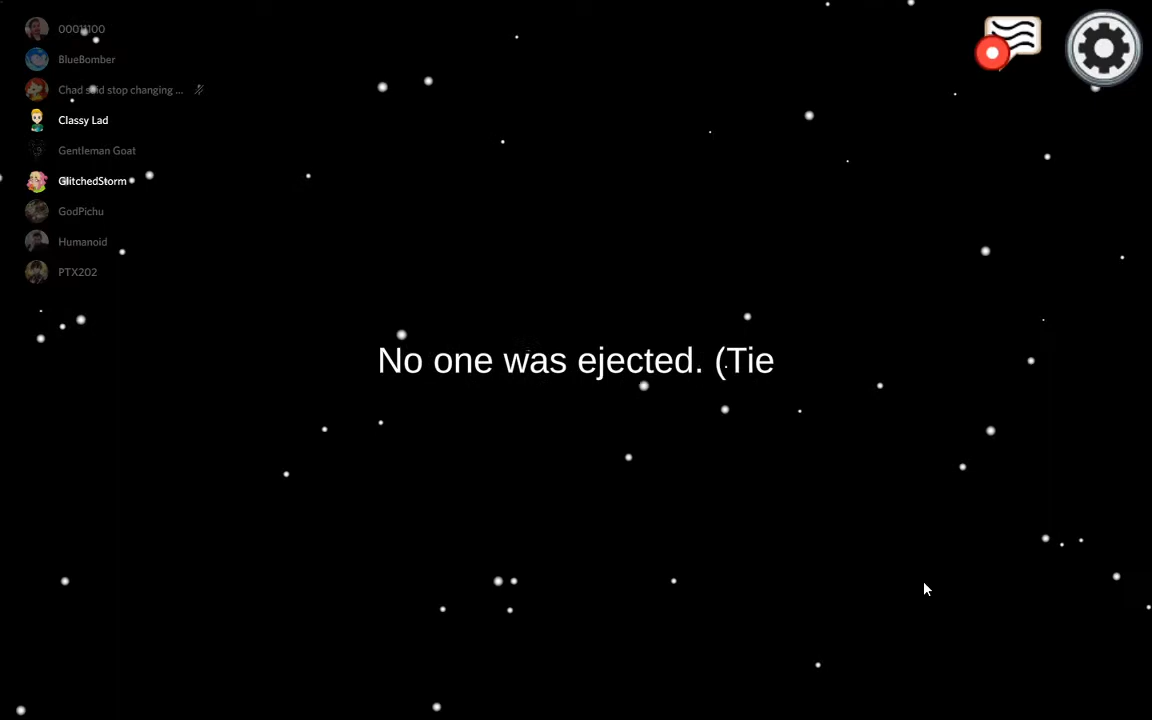 00011100
BlueBomber
Chad said stop changing ...
Classy Lad
Gentleman Goat
GlitchedStorm
GodPichu
Humanoid
PTX202
No one was ejected. (Tie